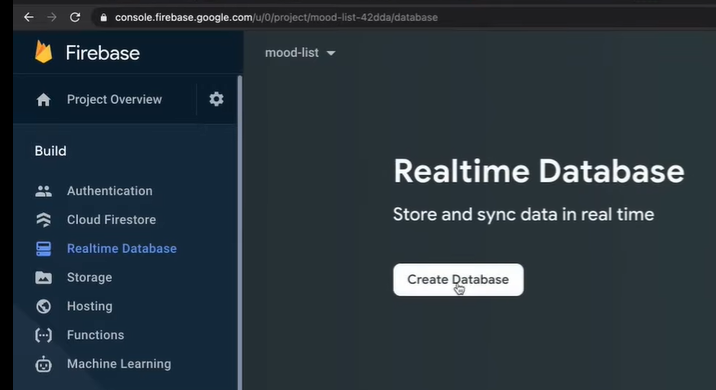 console.firebase.google.com/u/0/project/mood-list-42dda/database
Firebase
mood-list
Project Overview
Build
Authentication
Cloud Firestore
Realtime Database
Storage
Hosting
Functions
Machine Learning
Realtime Database
Store and sync data in real time
Create Database